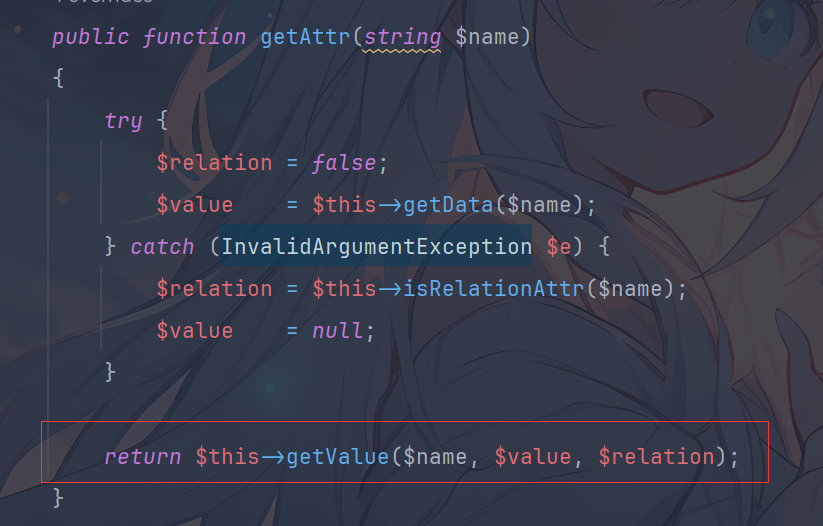 public function getAttr(string $name)
{
try {
$relation = false;
$value = $this->getData($name);
} catch (InvalidArgumentException $e) {
$relation = $this->isRelationAttr($name);
$value = null;
}
return $this->getValue($name, $value, $relation);
}